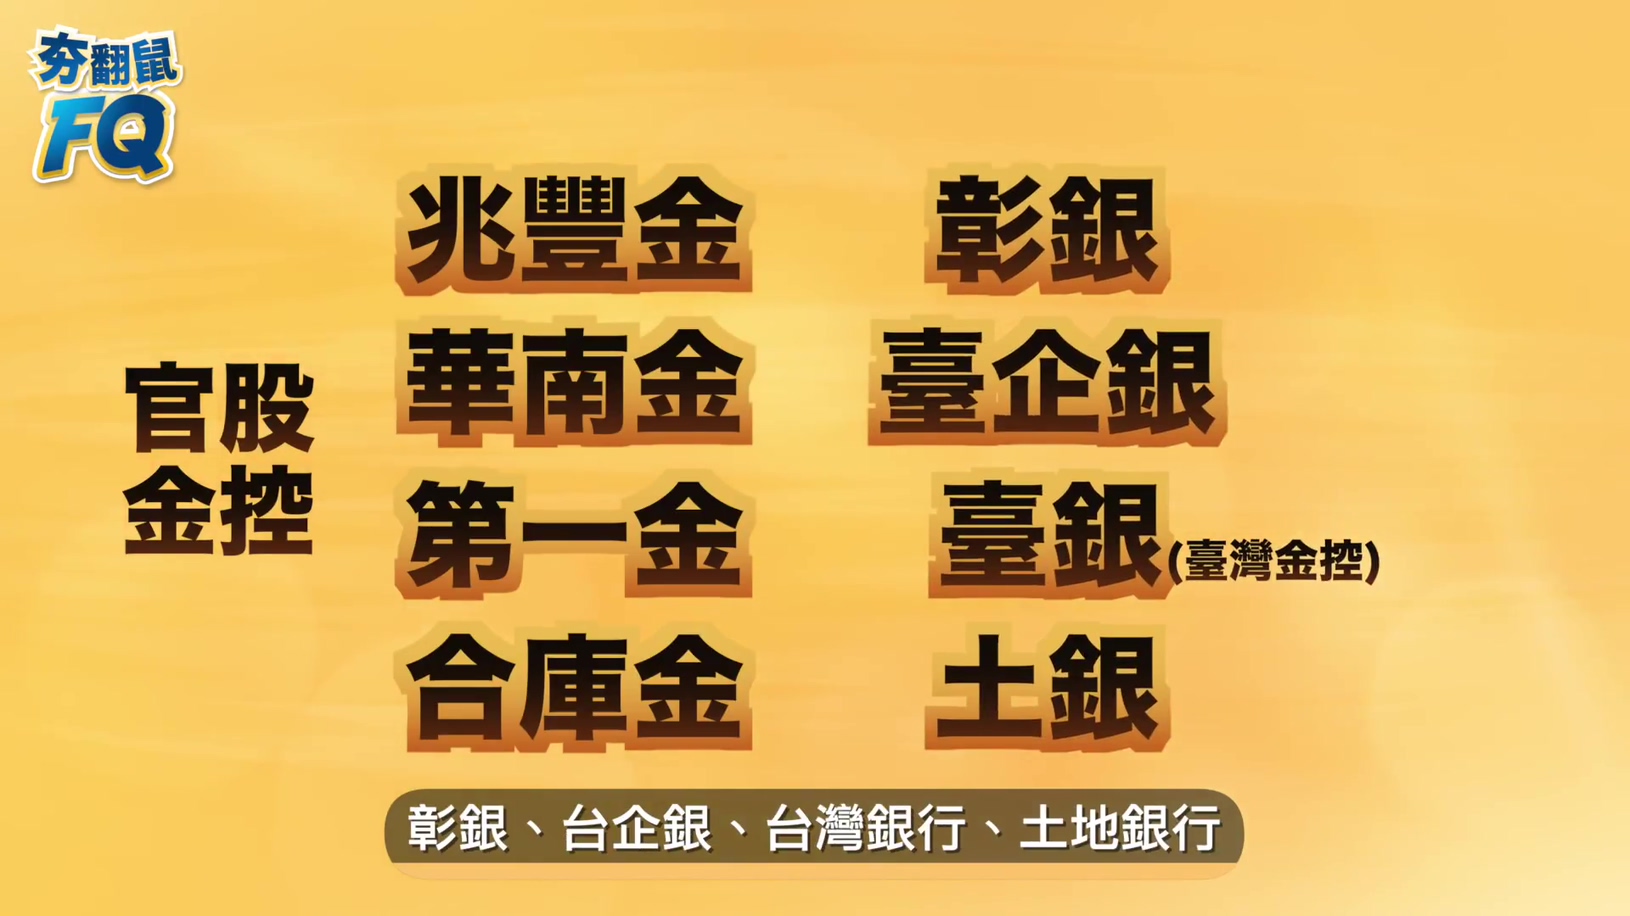 夯翻鼠
FQ
官股
金控
兆豐金
華南金
第一金
合庫金
彰銀
臺企銀
臺銀(臺灣金控)
土銀
彰銀、台企銀、台灣銀行、土地銀行